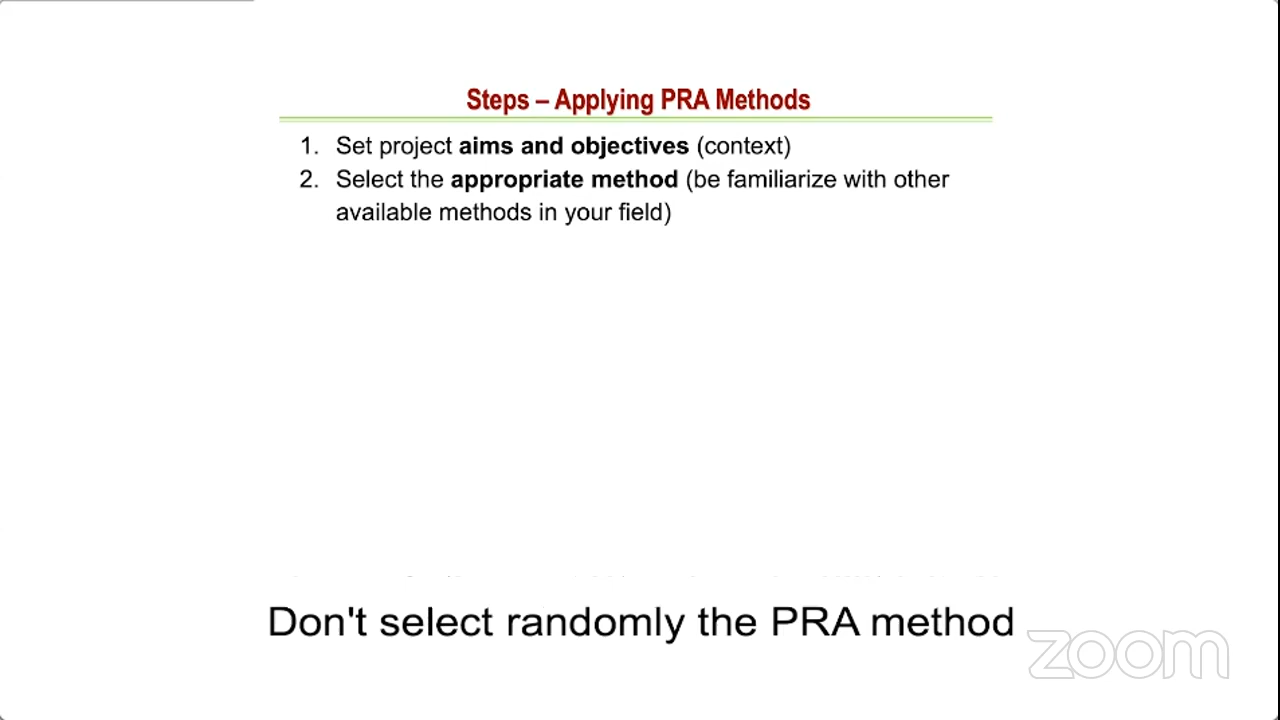 Steps – Applying PRA Methods
1. Set project aims and objectives (context)
2. Select the appropriate method (be familiarize with other
available methods in your field)
Don't select randomly the PRA method
zoom